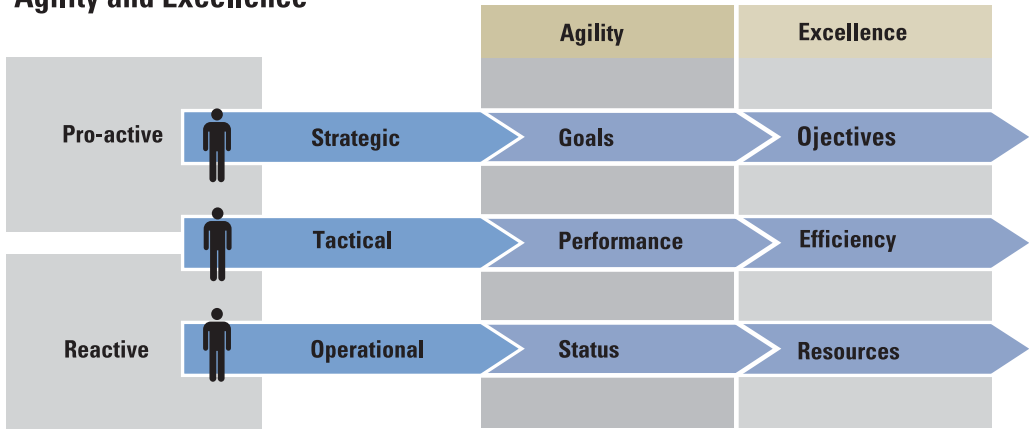 Agility and Excellence
Agility
Excellence
Pro-active
Strategic
Goals
Ojectives
Tactical
Performance
Efficiency
Reactive
Operational
Status
Resources